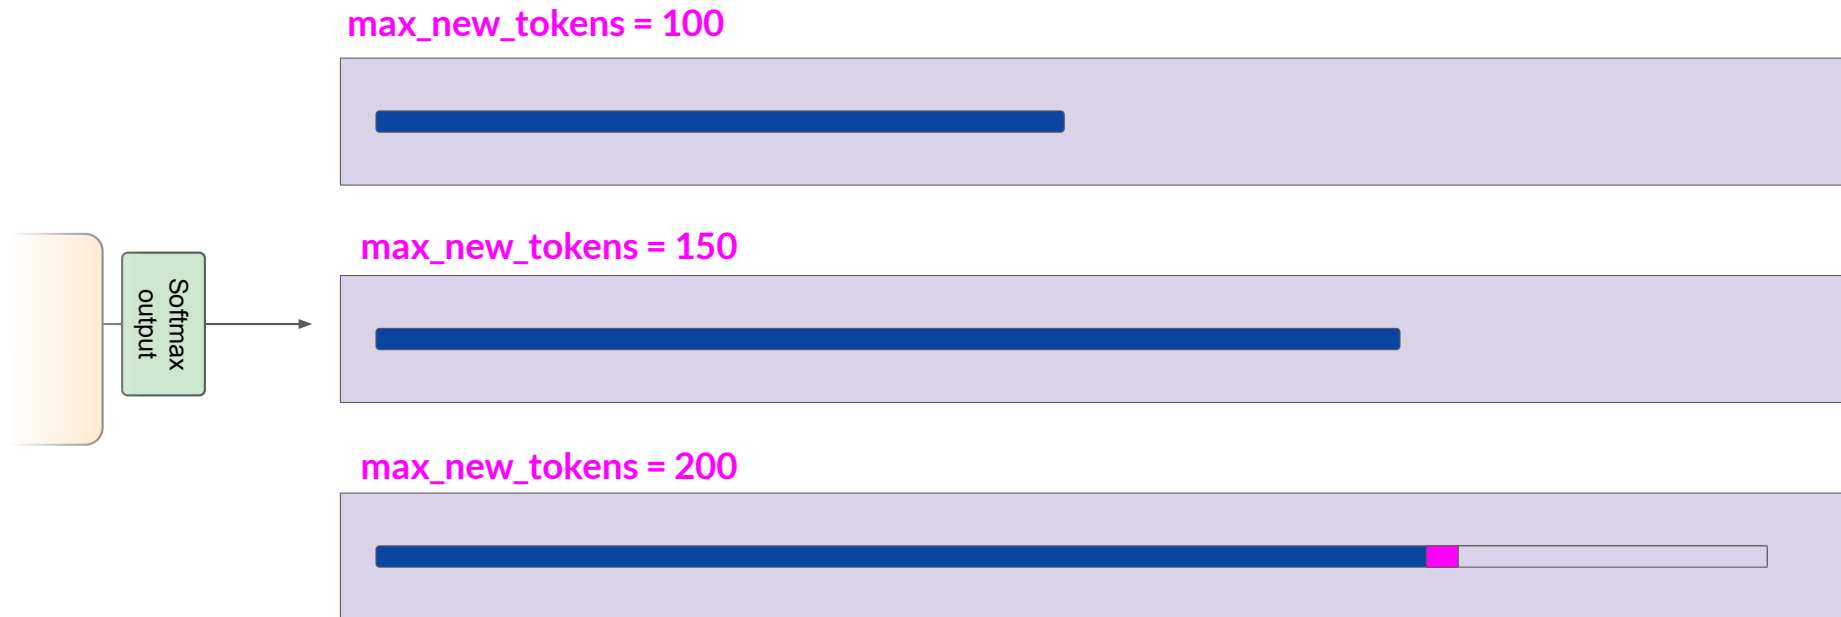 max_new_tokens = 100
max_new_tokens = 150
Softmax
output
max_new_tokens = 200